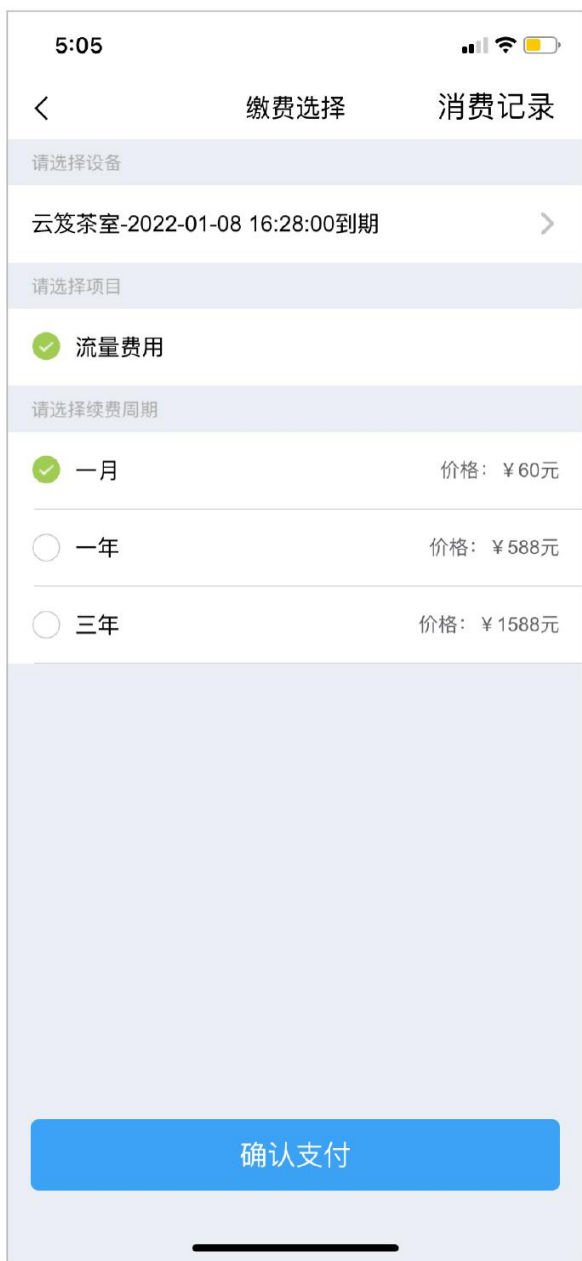 5:05
缴费选择
消费记录
请选择设备
云笈茶室-2022-01-08 16:28:00到期
请选择项目
流量费用
请选择续费周期
一月 价格：￥60元
一年 价格：￥588元
三年 价格：￥1588元
确认支付